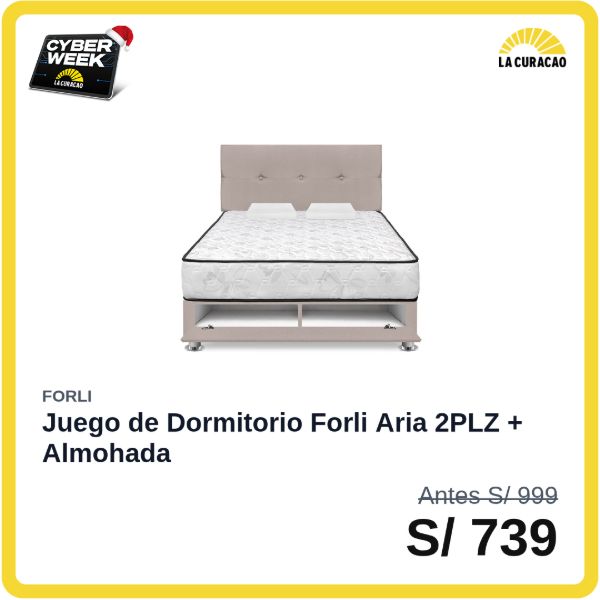 CYBER
WEEK
LA CURACAO
LA CURACAO
FORLI
Juego de Dormitorio Forli Aria 2PLZ +
Almohada
Antes S/ 999
S/ 739